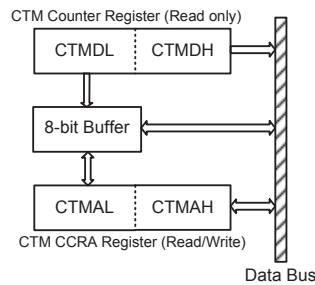 CTM Counter Register (Read only)
CTMDL CTMDH
8-bit Buffer
CTMAL CTMAH
CTM CCRA Register (Read/Write)
Data Bus